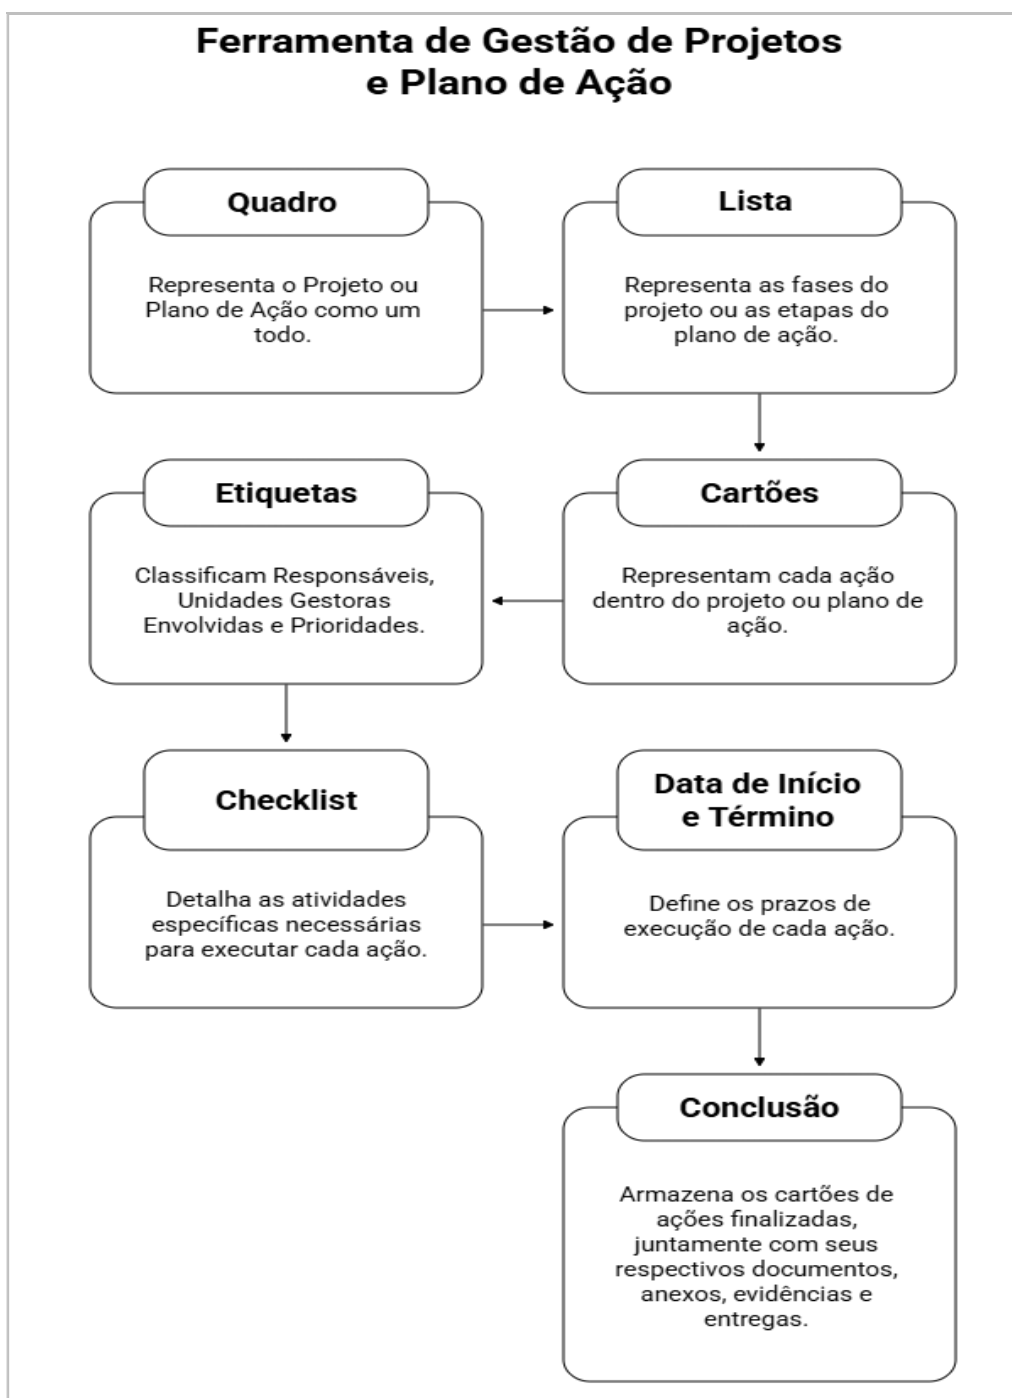 Ferramenta de Gestão de Projetos
e Plano de Ação
Quadro
Representa o Projeto ou
Plano de Ação como um
todo.
Lista
Representa as fases do
projeto ou as etapas do
plano de ação.
Cartões
Representam cada ação
dentro do projeto ou plano de
ação.
Etiquetas
Classificam Responsáveis,
Unidades Gestoras
Envolvidas e Prioridades.
Checklist
Detalha as atividades
específicas necessárias
para executar cada ação.
Data de Início
e Término
Define os prazos de
execução de cada ação.
Conclusão
Armazena os cartões de
ações finalizadas,
juntamente com seus
respectivos documentos,
anexos, evidências e
entregas.